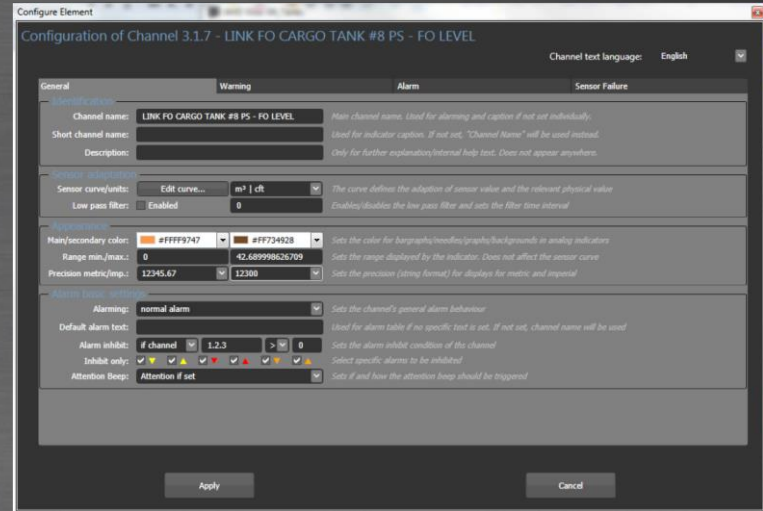 Configure Element
Configuration of Channel 3.1.7 - LINK FO CARGO TANK #8 PS - FO LEVEL
Channel text language: English
General Warning Alarm Sensor Failure
Identification
Channel name: LINK FO CARGO TANK #8 PS - FO LEVEL Main channel name. Used for alarming and caption if not set individually.
Short channel name: Used for indicator caption. If not set, "Channel Name" will be used instead.
Description: Only for further explanation/internal help text. Does not appear anywhere.
Sensor adaptation
Sensor curve/units: Edit curve... m³ | cft The curve defines the adaption of sensor value and the relevant physical value
Low pass filter: Enabled 0 Enables/disables the low pass filter and sets the filter time interval
Appearance
Main/secondary color: #FFFF9747 #FF734928 Sets the color for bargraphs/needles/graphs/backgrounds in analog indicators
Range min./max.: 0 42.689998626709 Sets the range displayed by the indicator. Does not affect the sensor curve
Precision metric/imp.: 12345.67 12300 Sets the precision (string format) for displays for metric and imperial
Alarm basic settings
Alarming: normal alarm Sets the channel's general alarm behaviour
Default alarm text: Used for alarm table if no specific text is set. If not set, channel name will be used
Alarm inhibit: if channel 1.2.3 > 0 Sets the alarm inhibit condition of the channel
Inhibit only: Select specific alarms to be inhibited
Attention Beep: Attention if set Sets if and how the attention beep should be triggered
Apply Cancel